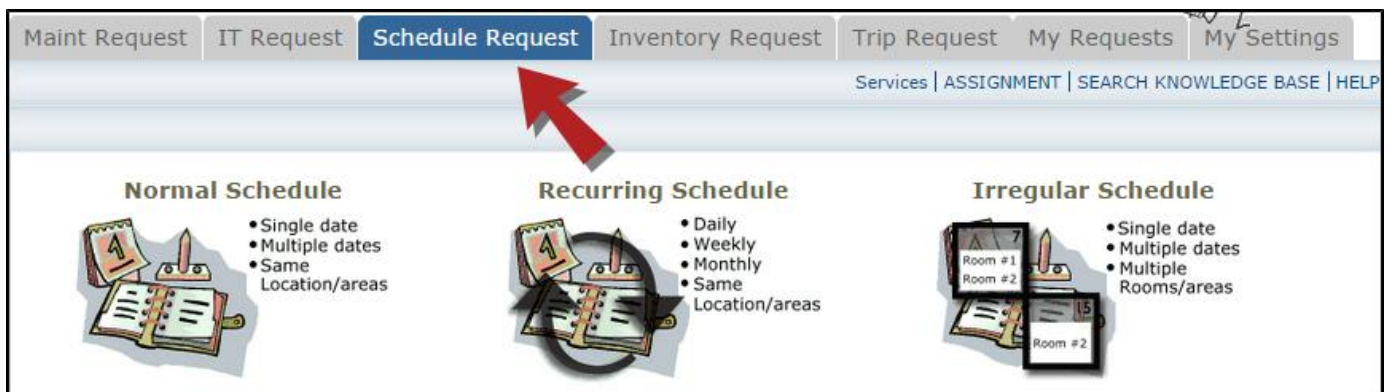 Maint Request IT Request Schedule Request Inventory Request Trip Request My Requests My Settings
Services | ASSIGNMENT | SEARCH KNOWLEDGE BASE | HELP
Normal Schedule
• Single date
• Multiple dates
• Same
Location/areas
1
Recurring Schedule
• Daily
• Weekly
• Monthly
• Same
Location/areas
1
Irregular Schedule
• Single date
• Multiple dates
• Multiple
Rooms/areas
7
Room #1
Room #2
15
Room #2